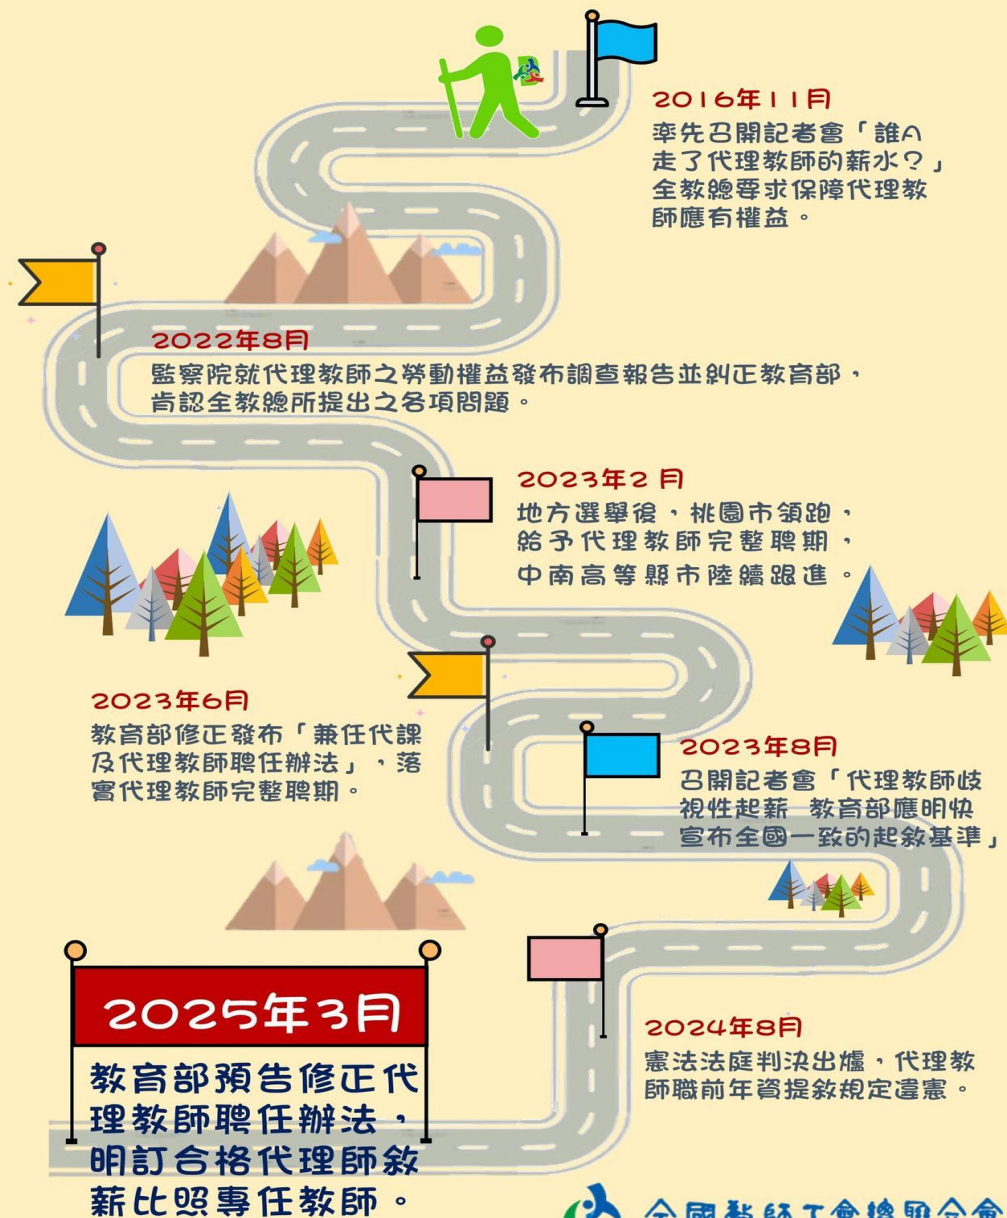 2016年11月
率先召開記者會「誰A
走了代理教師的薪水？」
全教總要求保障代理教
師應有權益。
2022年8月
監察院就代理教師之勞動權益發布調查報告並糾正教育部，
肯認全教總所提出之各項問題。
2023年2 月
地方選舉後，桃園市領跑，
給予代理教師完整聘期，
中南高等縣市陸續跟進。
2023年6月
教育部修正發布「兼任代課
及代理教師聘任辦法」，落
實代理教師完整聘期。
2023年8月
召開記者會「代理教師歧
視性起薪 教育部應明快
宣布全國一致的起敘基準」
2024年8月
憲法法庭判決出爐，代理教
師職前年資提敘規定違憲。
2025年3月
教育部預告修正代
理教師聘任辦法，
明訂合格代理師敘
薪比照專任教師。
全國教師工會總聯合會